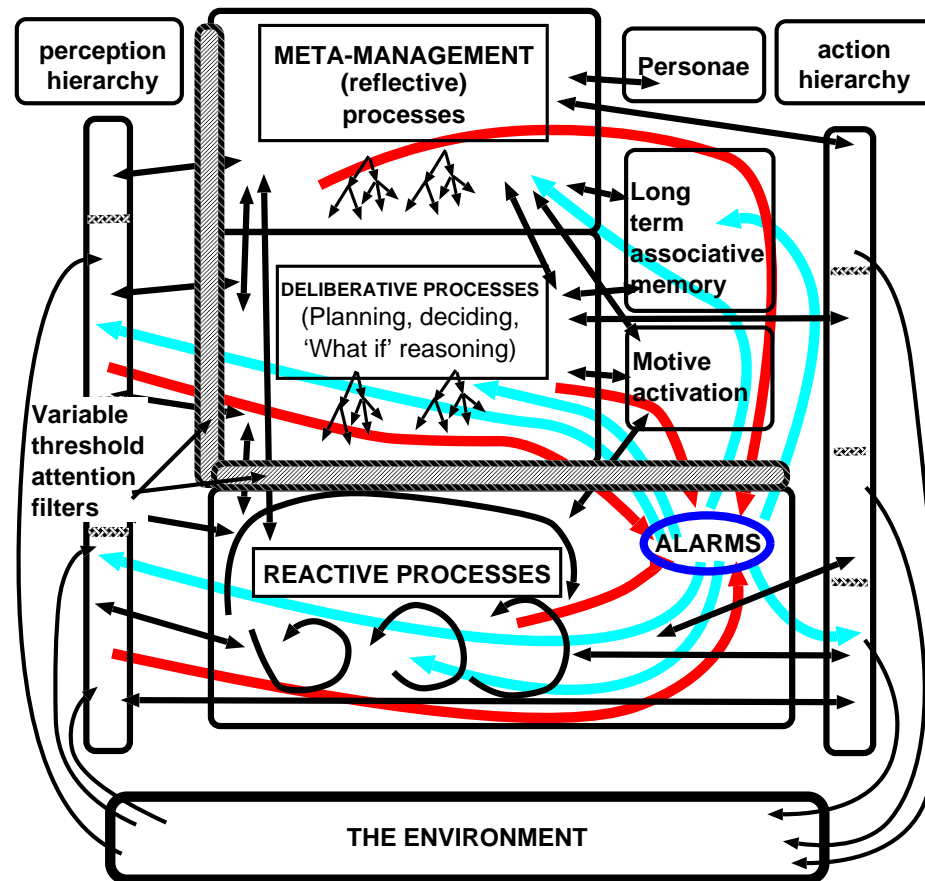 perception
hierarchy
META-MANAGEMENT
(reflective)
processes
Personae
action
hierarchy
Long
term
associative
memory
DELIBERATIVE PROCESSES
(Planning, deciding,
‘What if’ reasoning)
Motive
activation
Variable
threshold
attention
filters
ALARMS
REACTIVE PROCESSES
THE ENVIRONMENT